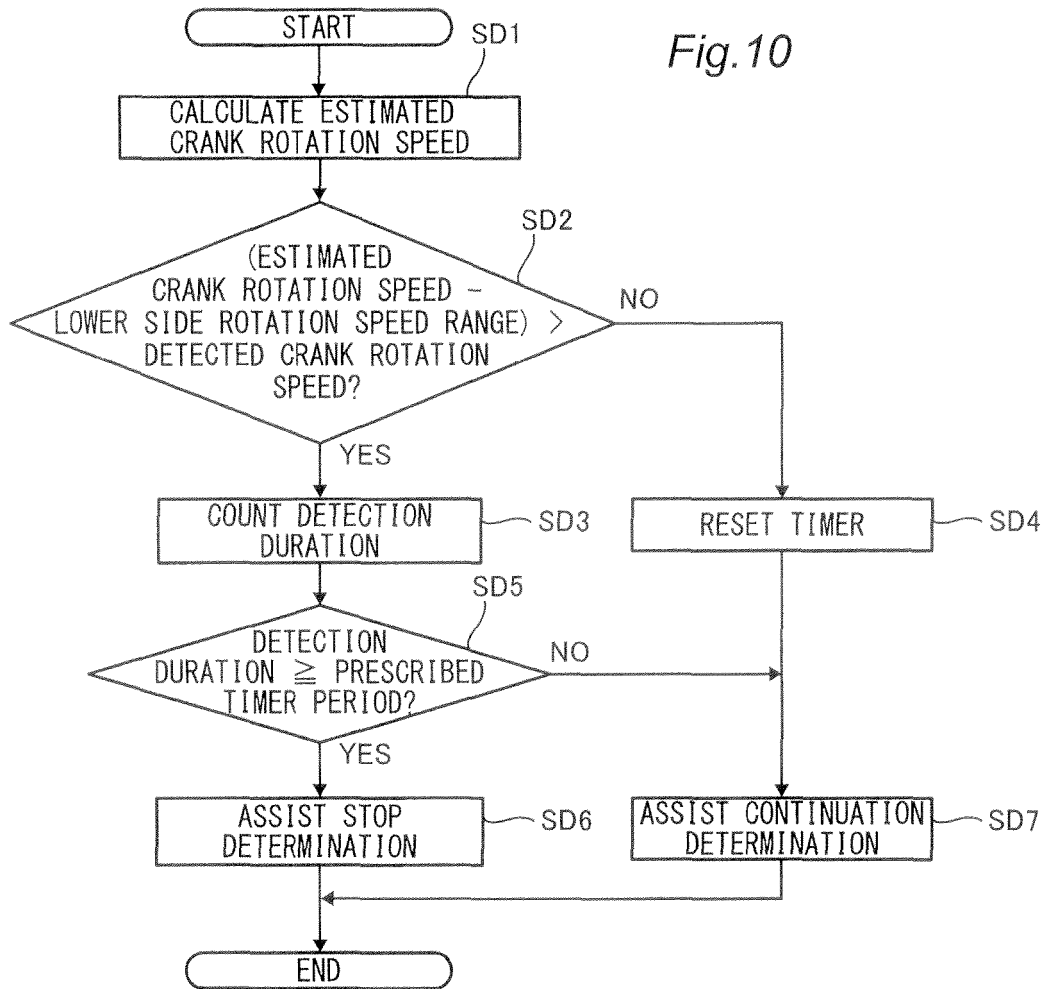 START
SD1
Fig.10
CALCULATE ESTIMATED
CRANK ROTATION SPEED
SD2
(ESTIMATED
CRANK ROTATION SPEED -
LOWER SIDE ROTATION SPEED RANGE) >
DETECTED CRANK ROTATION
SPEED?
NO
YES
COUNT DETECTION
DURATION
SD3
RESET TIMER
SD4
SD5
DETECTION
DURATION ≧ PRESCRIBED
TIMER PERIOD?
NO
YES
ASSIST STOP
DETERMINATION
SD6
ASSIST CONTINUATION
DETERMINATION
SD7
END